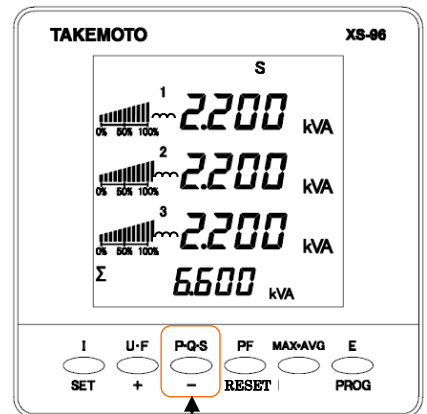 TAKEMOTO XS-96
S
1 2.200 kVA
0% 50% 100%
2 2.200 kVA
0% 50% 100%
3 2.200 kVA
0% 50% 100%
Σ 6.600 kVA
I U·F P·Q·S PF MAX·AVG E
SET + − RESET PROG